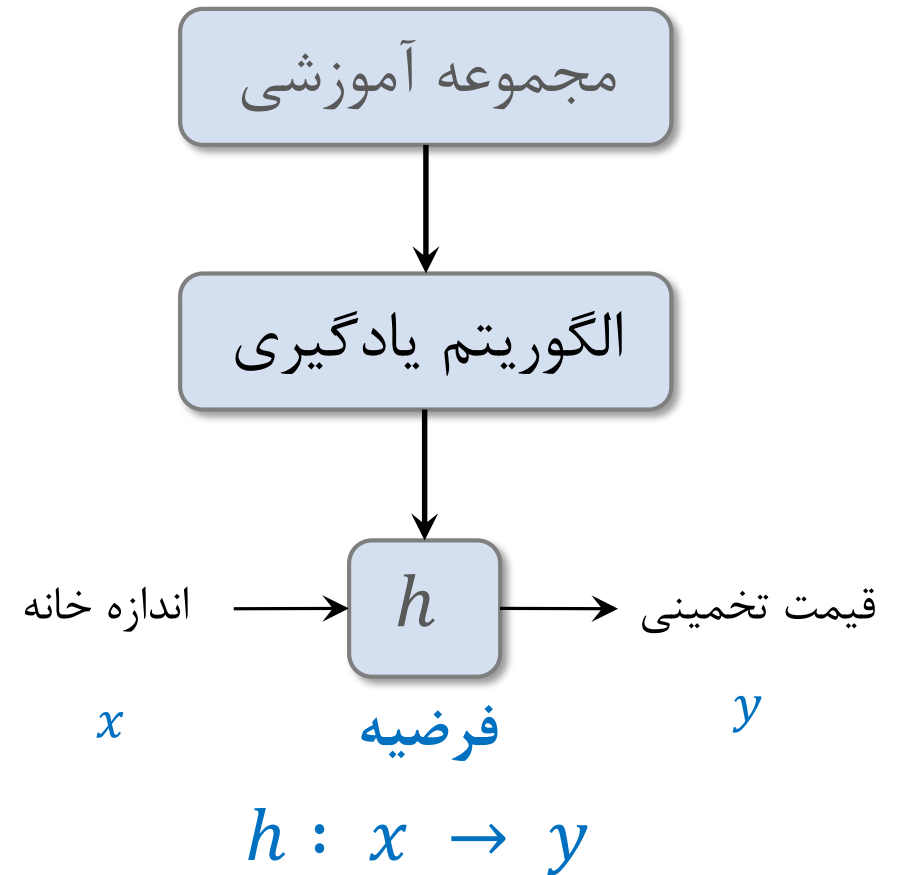 مجموعه آموزشی
الگوریتم یادگیری
اندازه خانه
h
قیمت تخمینی
x
فرضیه
y
h : x → y